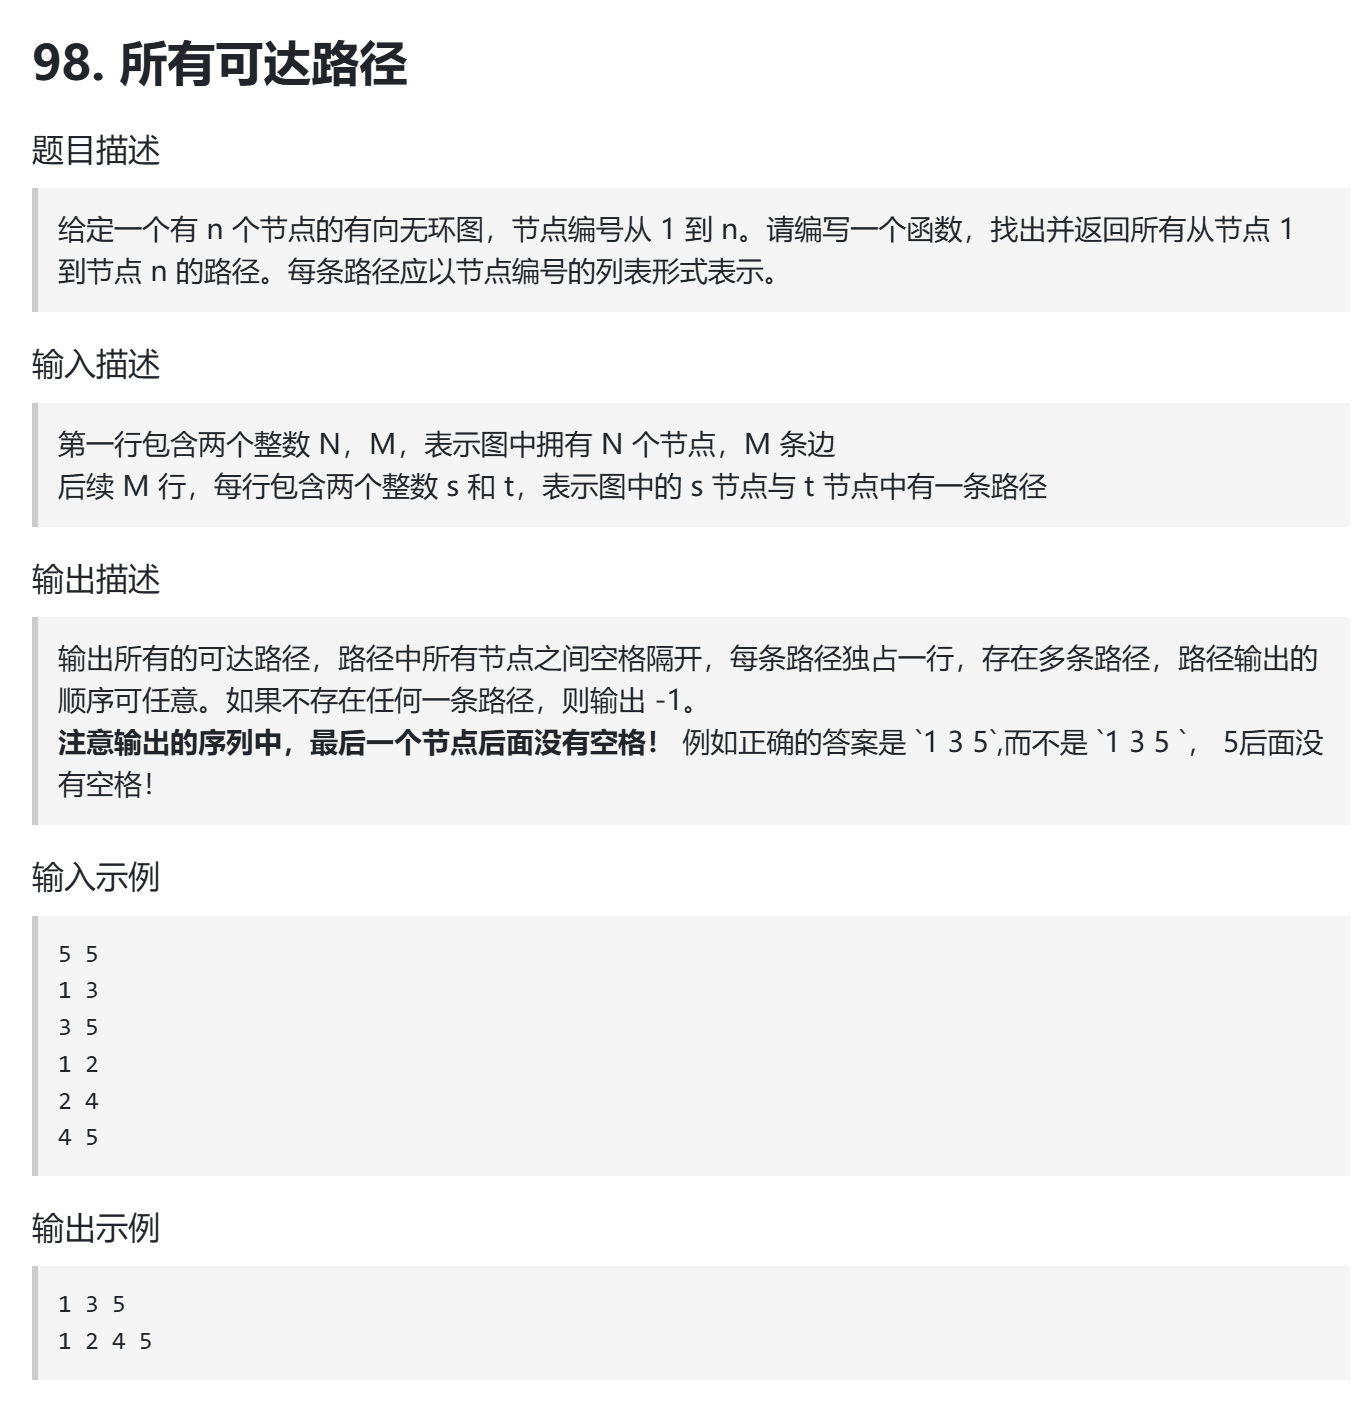 98. 所有可达路径
题目描述
给定一个有 n 个节点的有向无环图，节点编号从 1 到 n。请编写一个函数，找出并返回所有从节点 1
到节点 n 的路径。每条路径应以节点编号的列表形式表示。
输入描述
第一行包含两个整数 N，M，表示图中拥有 N 个节点，M 条边
后续 M 行，每行包含两个整数 s 和 t，表示图中的 s 节点与 t 节点中有一条路径
输出描述
输出所有的可达路径，路径中所有节点之间空格隔开，每条路径独占一行，存在多条路径，路径输出的
顺序可任意。如果不存在任何一条路径，则输出 -1。
注意输出的序列中，最后一个节点后面没有空格！ 例如正确的答案是 `1 3 5`,而不是 `1 3 5 `， 5后面没
有空格！
输入示例
5 5
1 3
3 5
1 2
2 4
4 5
输出示例
1 3 5
1 2 4 5